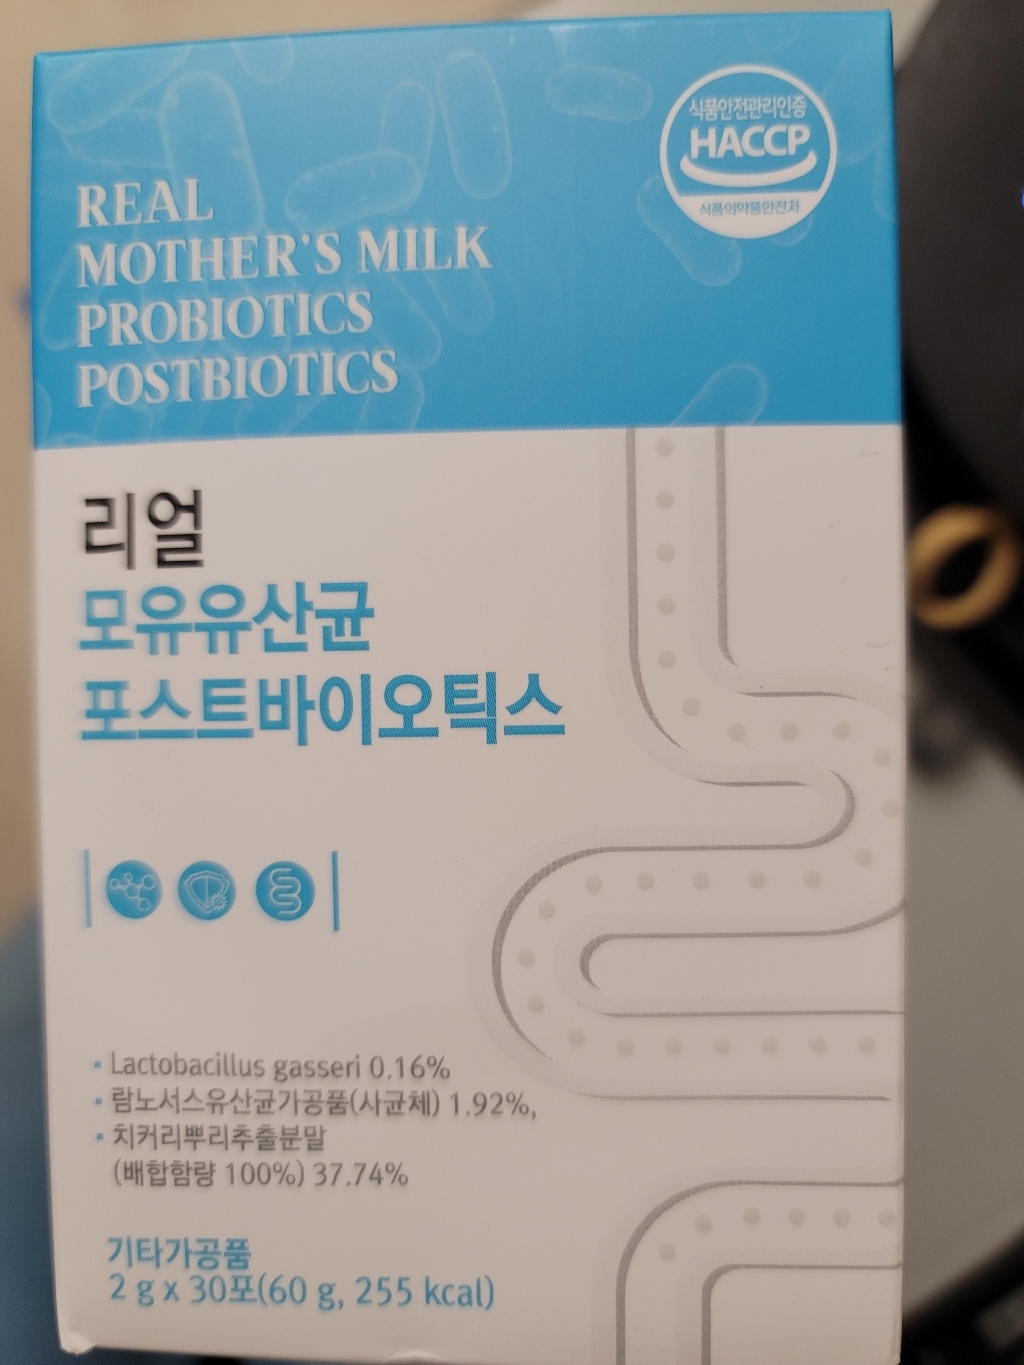 식품안전관리인증
HACCP
식품의약품안전처
REAL
MOTHER'S MILK
PROBIOTICS
POSTBIOTICS
리얼
모유유산균
포스트바이오틱스
• Lactobacillus gasseri 0.16%
• 람노서스유산균가공품(사균체) 1.92%,
• 치커리뿌리추출분말
(배합함량 100%) 37.74%
기타가공품
2 g x 30포(60 g, 255 kcal)